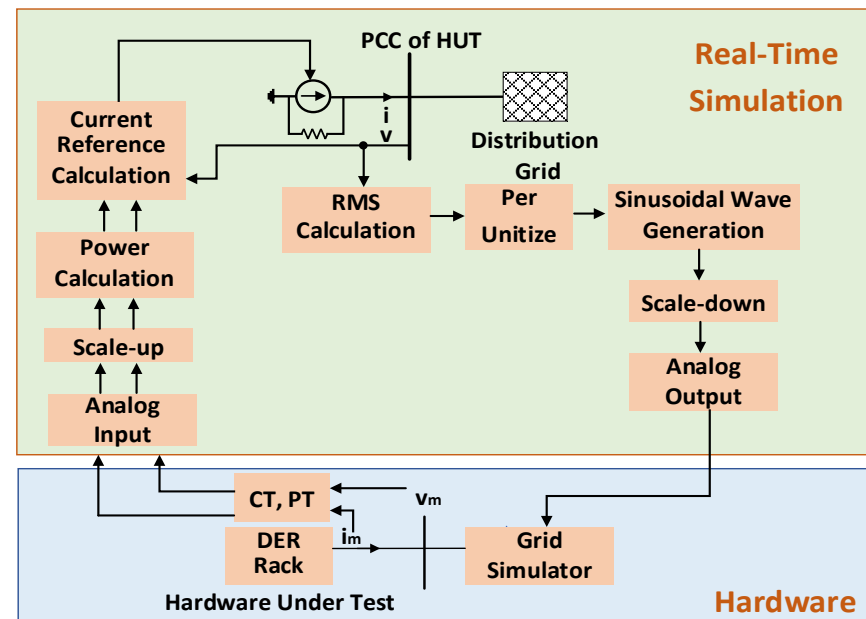 PCC of HUT
Real-Time
Simulation
Current
Reference
Calculation
i
v
Distribution
Grid
RMS
Calculation
Per
Unitize
Sinusoidal Wave
Generation
Power
Calculation
Scale-down
Scale-up
Analog
Output
Analog
Input
CT, PT
vm
im
DER
Rack
Grid
Simulator
Hardware Under Test
Hardware